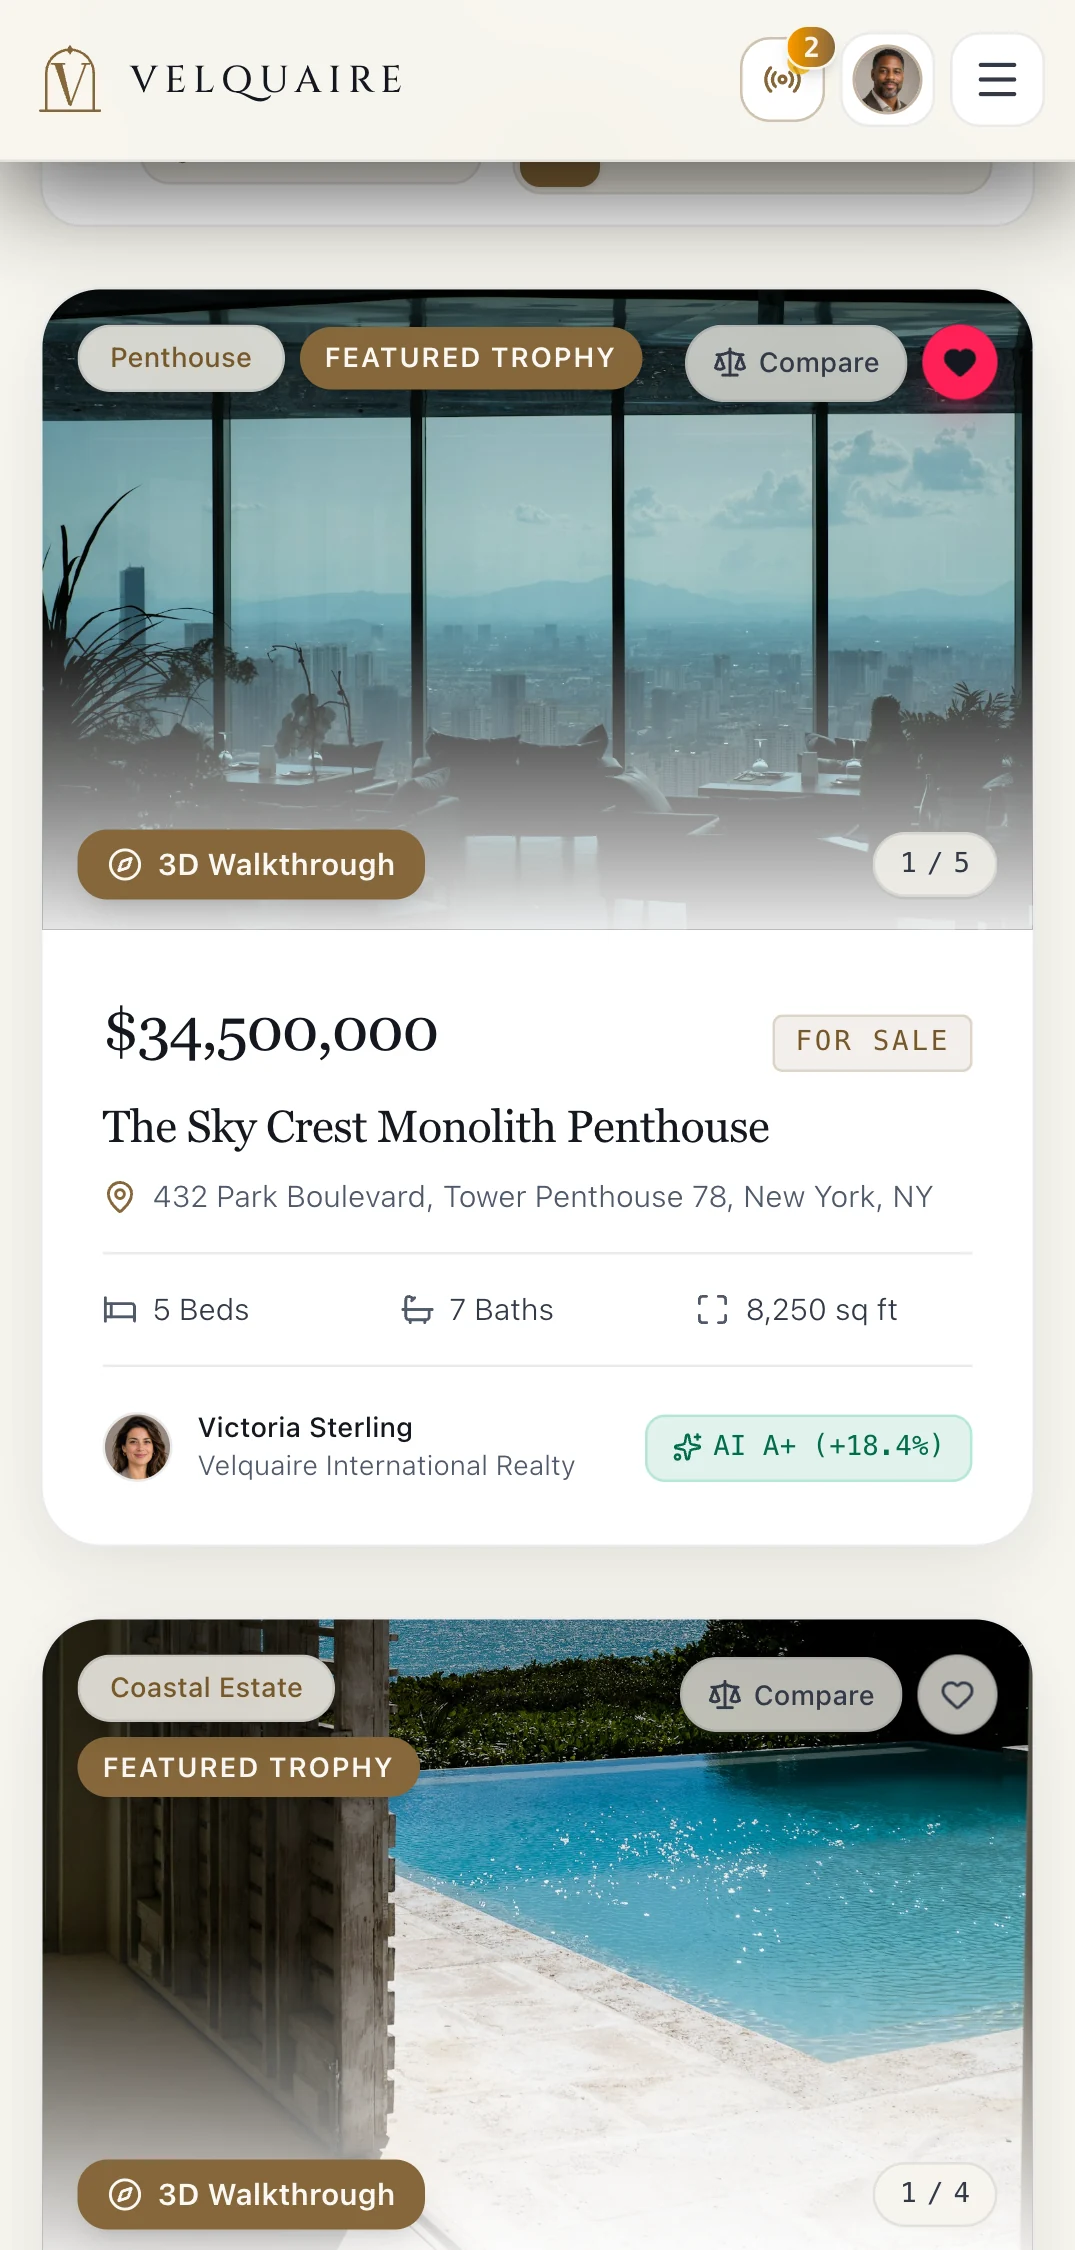 VELQUAIRE
2
Penthouse
FEATURED TROPHY
Compare
3D Walkthrough
1 / 5
$34,500,000
FOR SALE
The Sky Crest Monolith Penthouse
432 Park Boulevard, Tower Penthouse 78, New York, NY
5 Beds
7 Baths
8,250 sq ft
Victoria Sterling
Velquaire International Realty
AI A+ (+18.4%)
Coastal Estate
Compare
FEATURED TROPHY
3D Walkthrough
1 / 4